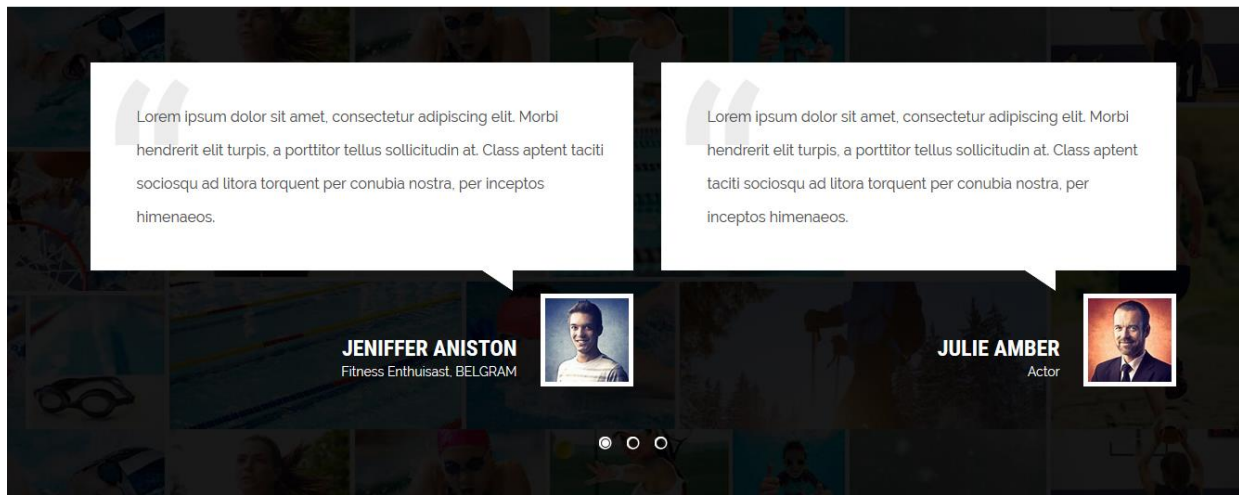 “
Lorem ipsum dolor sit amet, consectetur adipiscing elit. Morbi
hendrerit elit turpis, a porttitor tellus sollicitudin at. Class aptent taciti
sociosqu ad litora torquent per conubia nostra, per inceptos
himenaeos.
JENIFFER ANISTON
Fitness Enthuisast, BELGRAM
“
Lorem ipsum dolor sit amet, consectetur adipiscing elit. Morbi
hendrerit elit turpis, a porttitor tellus sollicitudin at. Class aptent
taciti sociosqu ad litora torquent per conubia nostra, per
inceptos himenaeos.
JULIE AMBER
Actor